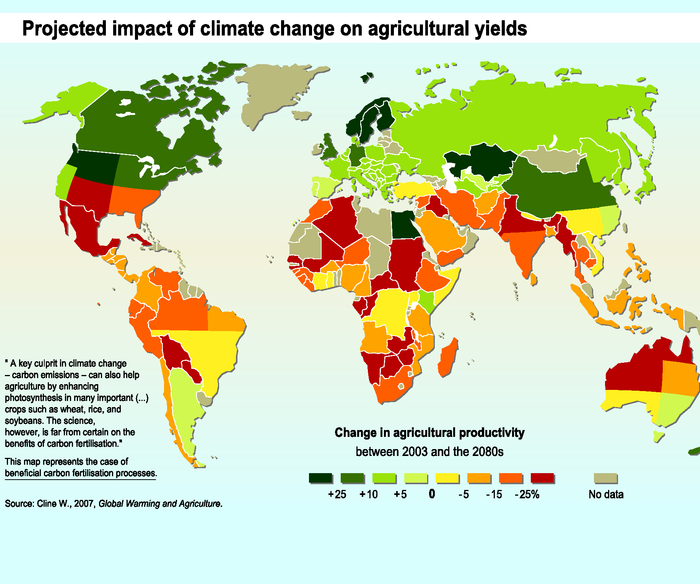 Projected impact of climate change on agricultural yields
" A key culprit in climate change
– carbon emissions – can also help
agriculture by enhancing
photosynthesis in many important (...)
crops such as wheat, rice, and
soybeans. The science,
however, is far from certain on the
benefits of carbon fertilisation."
This map represents the case of
beneficial carbon fertilisation processes.
Source: Cline W., 2007, Global Warming and Agriculture.
Change in agricultural productivity
between 2003 and the 2080s
+25 +10 +5 0 -5 -15 -25% No data